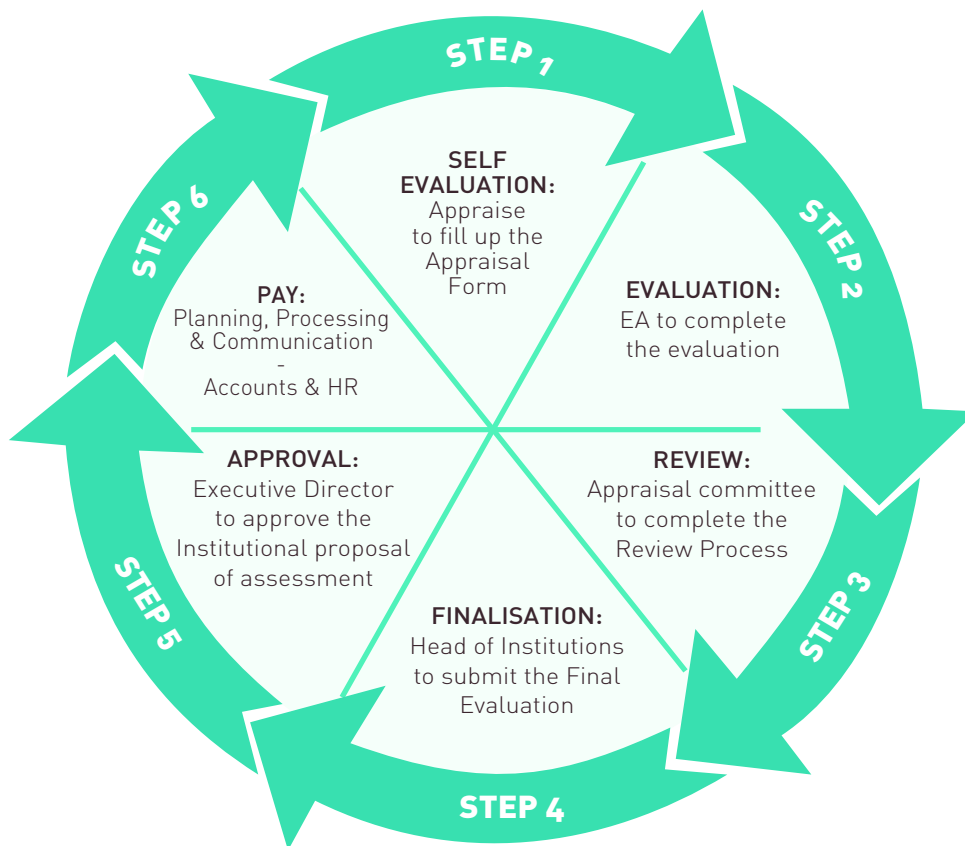 STEP 1
SELF
EVALUATION:
Appraise
to fill up the
Appraisal
Form
STEP 2
EVALUATION:
EA to complete
the evaluation
STEP 3
REVIEW:
Appraisal committee
to complete the
Review Process
STEP 4
FINALISATION:
Head of Institutions
to submit the Final
Evaluation
STEP 5
APPROVAL:
Executive Director
to approve the
Institutional proposal
of assessment
STEP 6
PAY:
Planning, Processing
& Communication
-
Accounts & HR